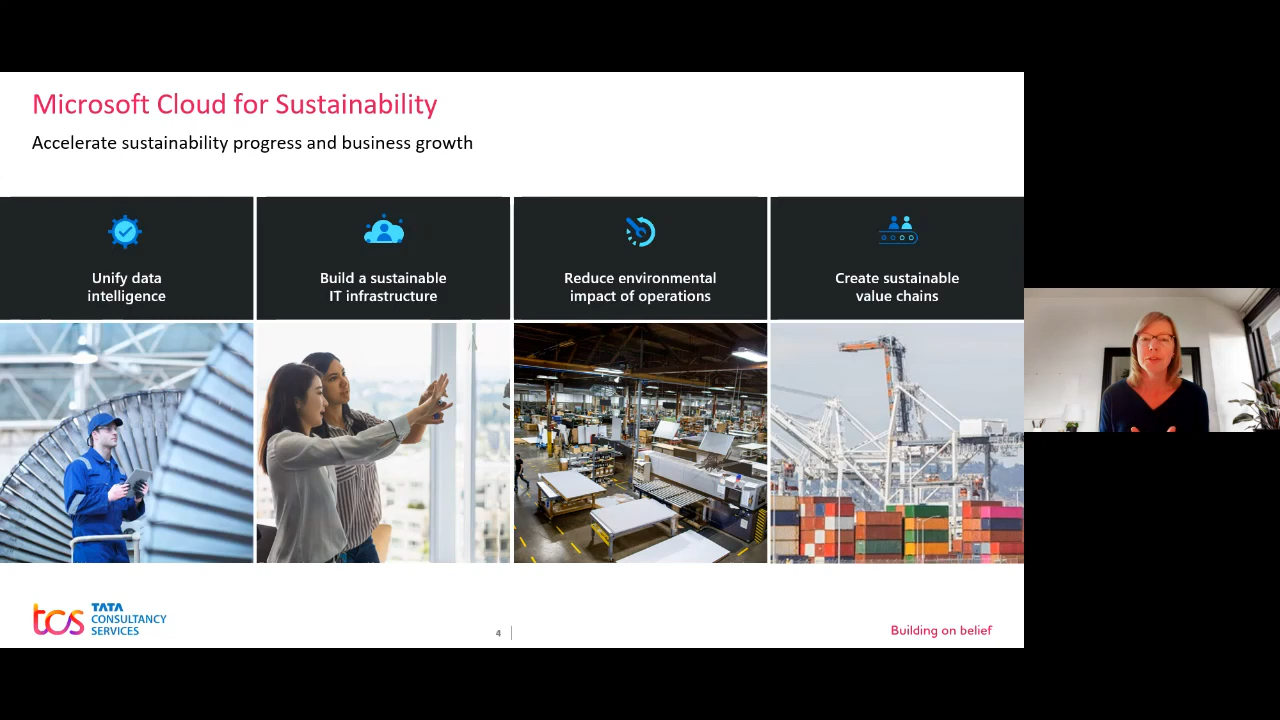 Microsoft Cloud for Sustainability
Accelerate sustainability progress and business growth
Unify data
intelligence
Build a sustainable
IT infrastructure
Reduce environmental
impact of operations
Create sustainable
value chains
tcs
TATA
CONSULTANCY
SERVICES
4
Building on belief